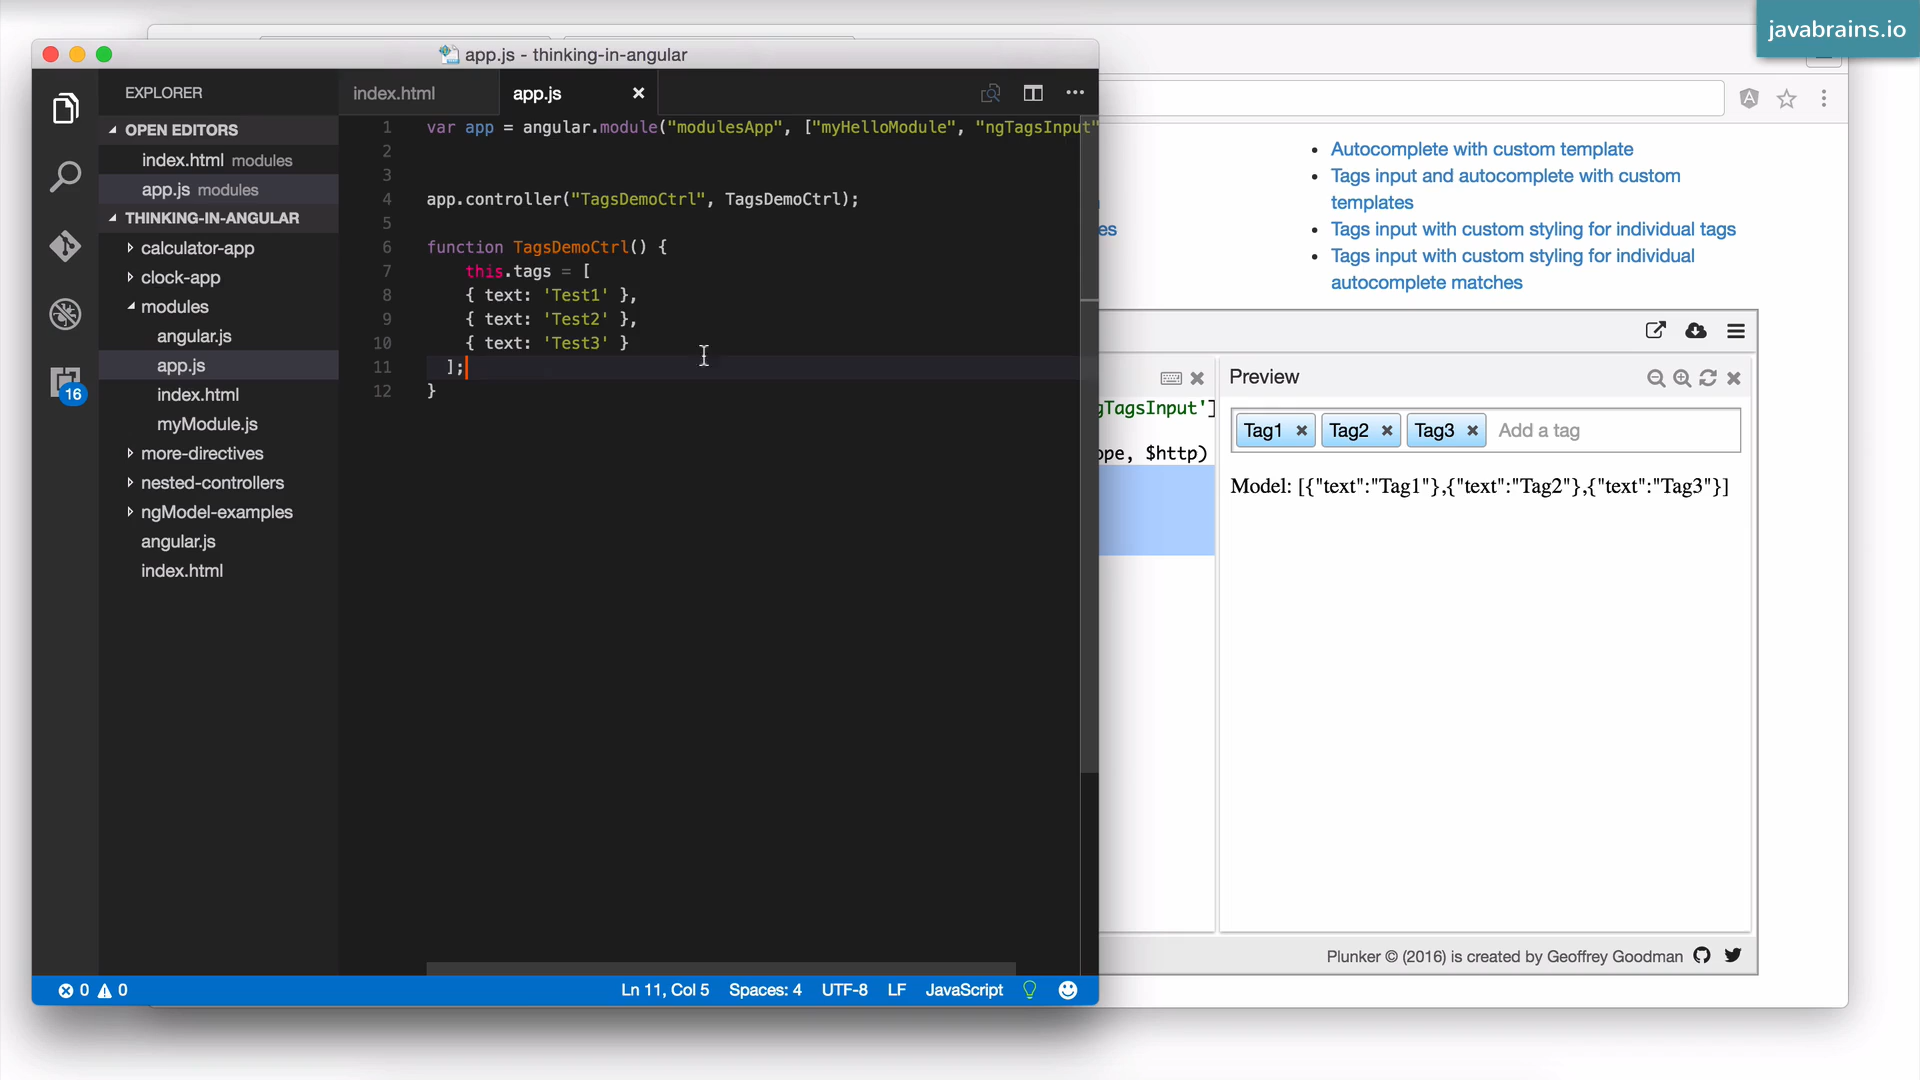 javabrains.io
app.js - thinking-in-angular
EXPLORER
OPEN EDITORS
index.html modules
app.js modules
THINKING-IN-ANGULAR
calculator-app
clock-app
modules
angular.js
app.js
index.html
myModule.js
more-directives
nested-controllers
ngModel-examples
angular.js
index.html
16
index.html
app.js
1 var app = angular.module("modulesApp", ["myHelloModule", "ngTagsInput"
2
3
4 app.controller("TagsDemoCtrl", TagsDemoCtrl);
5
6 function TagsDemoCtrl() {
7 this.tags = [
8 { text: 'Test1' },
9 { text: 'Test2' },
10 { text: 'Test3' }
11 ];
12 }
0 0
Ln 11, Col 5 Spaces: 4 UTF-8 LF JavaScript
es
Autocomplete with custom template
Tags input and autocomplete with custom
templates
Tags input with custom styling for individual tags
Tags input with custom styling for individual
autocomplete matches
gTagsInput']
ope, $http)
Preview
Tag1 Tag2 Tag3 Add a tag
Model: [{"text":"Tag1"},{"text":"Tag2"},{"text":"Tag3"}]
Plunker © (2016) is created by Geoffrey Goodman